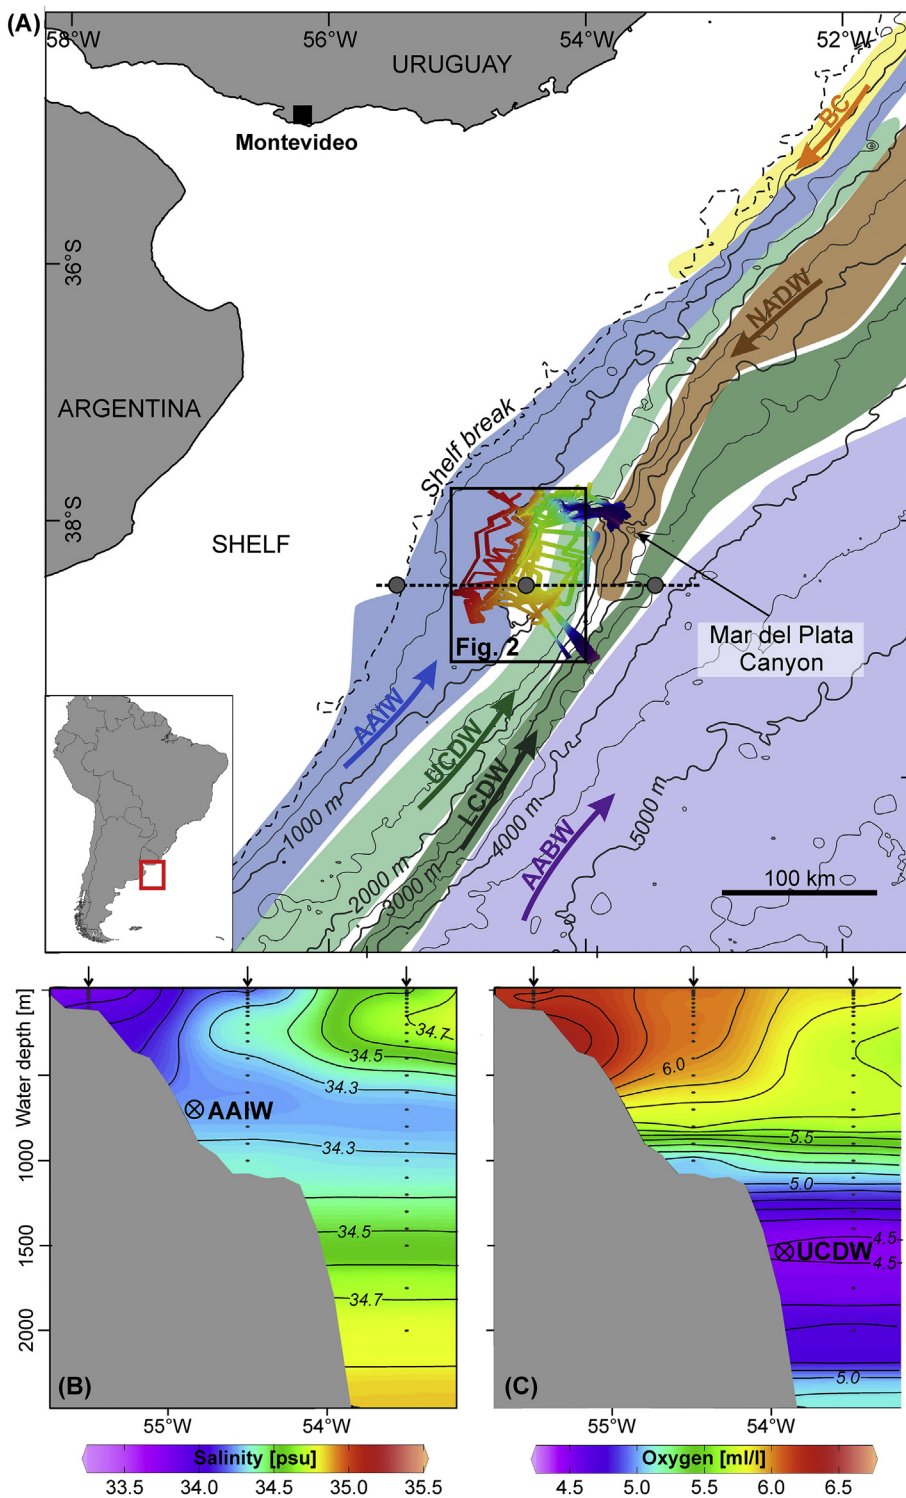 (A)
58°W
56°W
54°W
52°W
URUGUAY
Montevideo
BC
36°S
NADW
ARGENTINA
Shelf break
38°S
SHELF
Fig. 2
Mar del Plata
Canyon
AAIW
UCDW
LCDW
AABW
1000 m
2000 m
3000 m
4000 m
5000 m
100 km
Water depth [m]
1000
1500
2000
34.7
34.5
34.3
AAIW
34.3
34.5
34.7
(B)
55°W
54°W
Salinity [psu]
33.5
34.0
34.5
35.0
35.5
6.0
5.5
5.0
4.5
UCDW
4.5
5.0
(C)
55°W
54°W
Oxygen [ml/l]
4.5
5.0
5.5
6.0
6.5